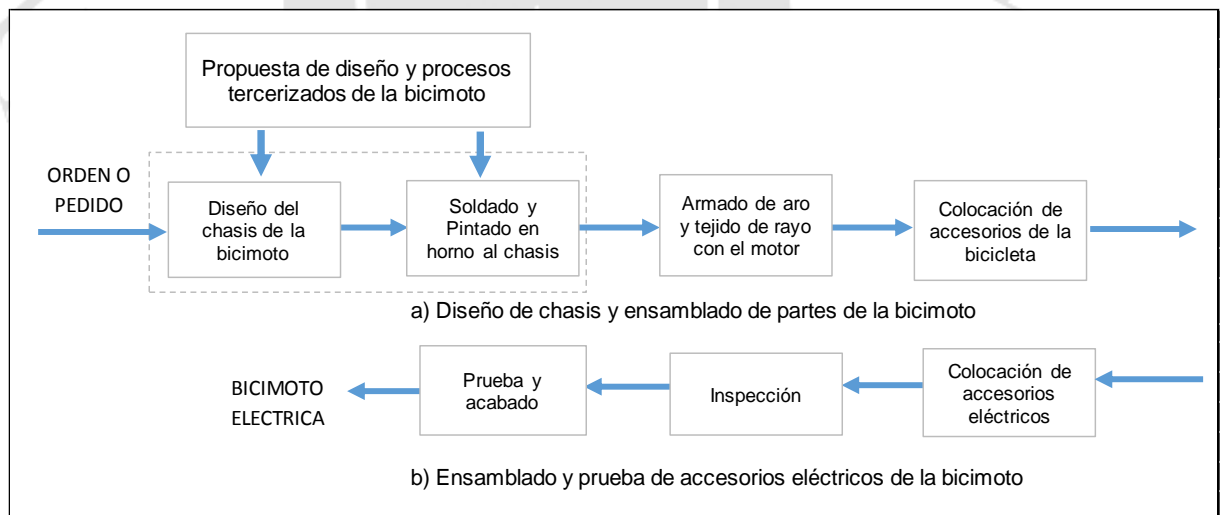 Propuesta de diseño y procesos
tercerizados de la bicimoto
ORDEN O
PEDIDO
Diseño del
chasis de la
bicimoto
Soldado y
Pintado en
horno al chasis
Armado de aro
y tejido de rayo
con el motor
Colocación de
accesorios de la
bicicleta
a) Diseño de chasis y ensamblado de partes de la bicimoto
BICIMOTO
ELECTRICA
Prueba y
acabado
Inspección
Colocación de
accesorios
eléctricos
b) Ensamblado y prueba de accesorios eléctricos de la bicimoto